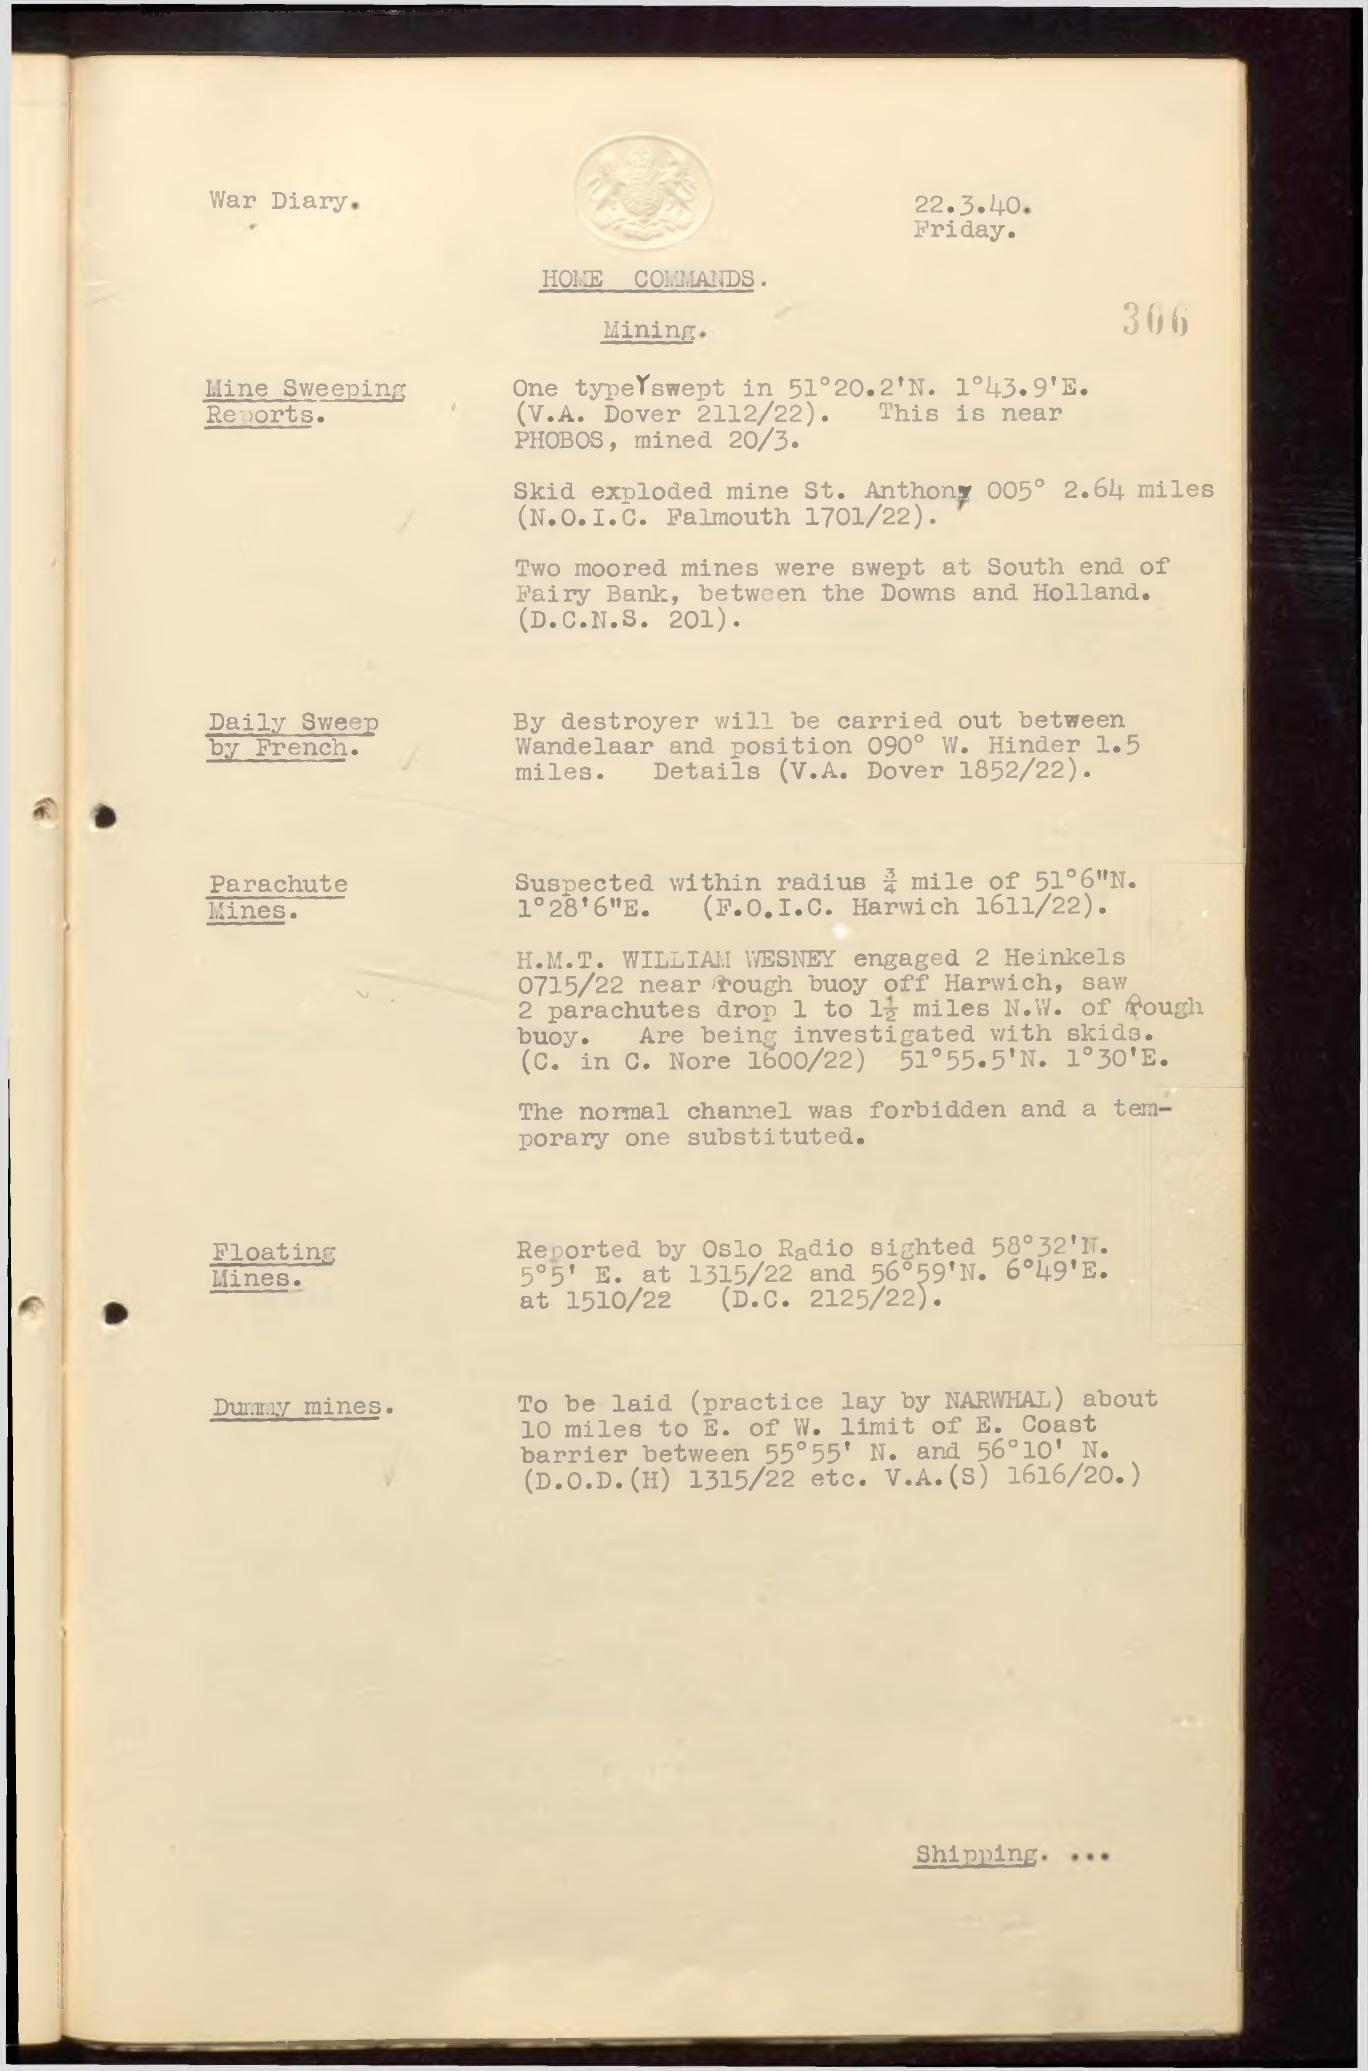 War Diary.
22.3.40.
Friday.
HOME COMMANDS.
306
Mining.
Mine Sweeping
Reports.
One type Y swept in 51°20.2'N. 1°43.9'E.
(V.A. Dover 2112/22). This is near
PHOBOS, mined 20/3.
Skid exploded mine St. Anthony 005° 2.64 miles
(N.O.I.C. Falmouth 1701/22).
Two moored mines were swept at South end of
Fairy Bank, between the Downs and Holland.
(D.C.N.S. 201).
Daily Sweep
by French.
By destroyer will be carried out between
Wandelaar and position 090° W. Hinder 1.5
miles. Details (V.A. Dover 1852/22).
Parachute
Mines.
Suspected within radius ¾ mile of 51°6"N.
1°28'6"E. (F.O.I.C. Harwich 1611/22).
H.M.T. WILLIAM WESNEY engaged 2 Heinkels
0715/22 near Rough buoy off Harwich, saw
2 parachutes drop 1 to 1½ miles N.W. of Rough
buoy. Are being investigated with skids.
(C. in C. Nore 1600/22) 51°55.5'N. 1°30'E.
The normal channel was forbidden and a tem-
porary one substituted.
Floating
Mines.
Reported by Oslo Radio sighted 58°32'N.
5°5' E. at 1315/22 and 56°59'N. 6°49'E.
at 1510/22 (D.C. 2125/22).
Dummy mines.
To be laid (practice lay by NARWHAL) about
10 miles to E. of W. limit of E. Coast
barrier between 55°55' N. and 56°10' N.
(D.O.D.(H) 1315/22 etc. V.A.(S) 1616/20.)
Shipping. ...